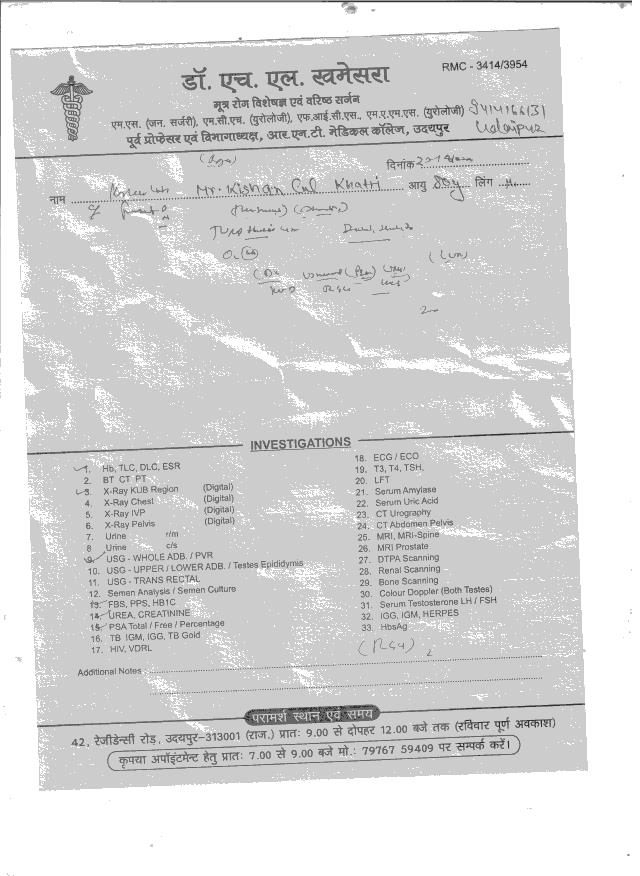 RMC - 3414/3954
डॉ. एच. एल. खमेसरा
मूत्र रोग विशेषज्ञ एवं वरिष्ठ सर्जन
एम.एस. (जन. सर्जरी), एम.सी.एच. (युरोलोजी), एफ.आई.सी.एस., एम.ए.एम.एस. (युरोलोजी) 9414166131
पूर्व प्रोफेसर एवं विभागाध्यक्ष, आर.एन.टी. मेडिकल कॉलेज, उदयपुर Udaipur
दिनांक
नाम Mr. Kishan Lal Khatri आयु 80y लिंग M
INVESTIGATIONS
1. Hb, TLC, DLC, ESR
2. BT CT PT
3. X-Ray KUB Region (Digital)
4. X-Ray Chest (Digital)
5. X-Ray IVP (Digital)
6. X-Ray Pelvis (Digital)
7. Urine r/m
8 Urine c/s
9. USG - WHOLE ADB. / PVR
10. USG - UPPER / LOWER ADB. / Testes Epididymis
11. USG - TRANS RECTAL
12. Semen Analysis / Semen Culture
13. FBS, PPS, HB1C
14. UREA, CREATININE
15. PSA Total / Free / Percentage
16. TB IGM, IGG, TB Gold
17. HIV, VDRL
18. ECG / ECO
19. T3, T4, TSH,
20. LFT
21. Serum Amylase
22. Serum Uric Acid
23. CT Urography
24. CT Abdomen Pelvis
25. MRI, MRI-Spine
26. MRI Prostate
27. DTPA Scanning
28. Renal Scanning
29. Bone Scanning
30. Colour Doppler (Both Testes)
31. Serum Testosterone LH / FSH
32. IGG, IGM, HERPES
33. HbsAg
Additional Notes :
परामर्श स्थान एवं समय
42, रेजीडेन्सी रोड़, उदयपुर-313001 (राज.) प्रातः 9.00 से दोपहर 12.00 बजे तक (रविवार पूर्ण अवकाश)
कृपया अपॉइंटमेन्ट हेतु प्रातः 7.00 से 9.00 बजे मो.: 79767 59409 पर सम्पर्क करें।